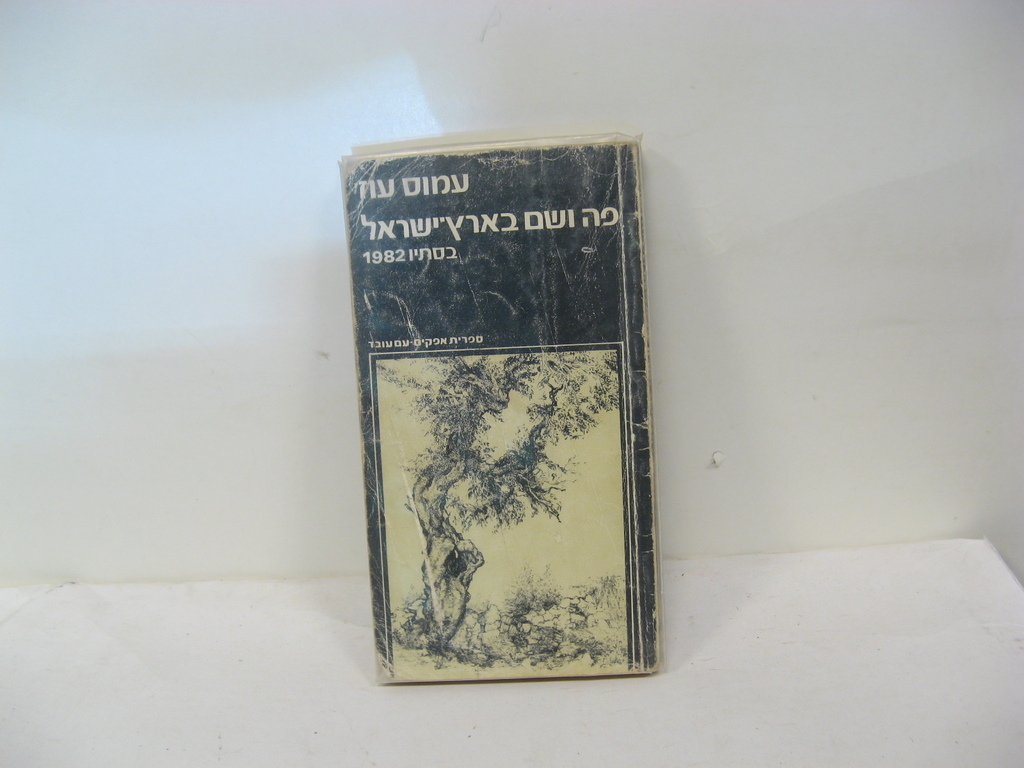 עמוס עוז
פה ושם בארץ־ישראל
בסתיו 1982
ספרית אפקים·עם עובד